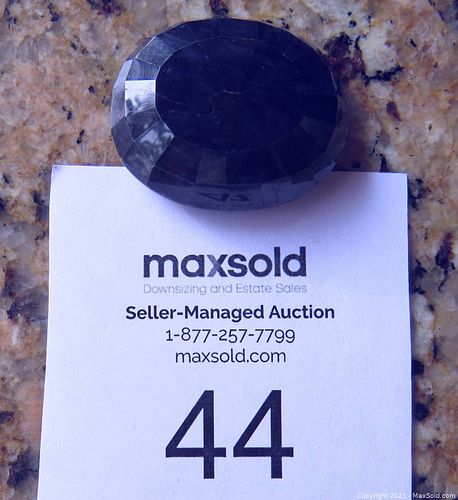 maxsold
Downsizing and Estate Sales
Seller-Managed Auction
1-877-257-7799
maxsold.com
44
Copyright 2023 - MaxSold.com